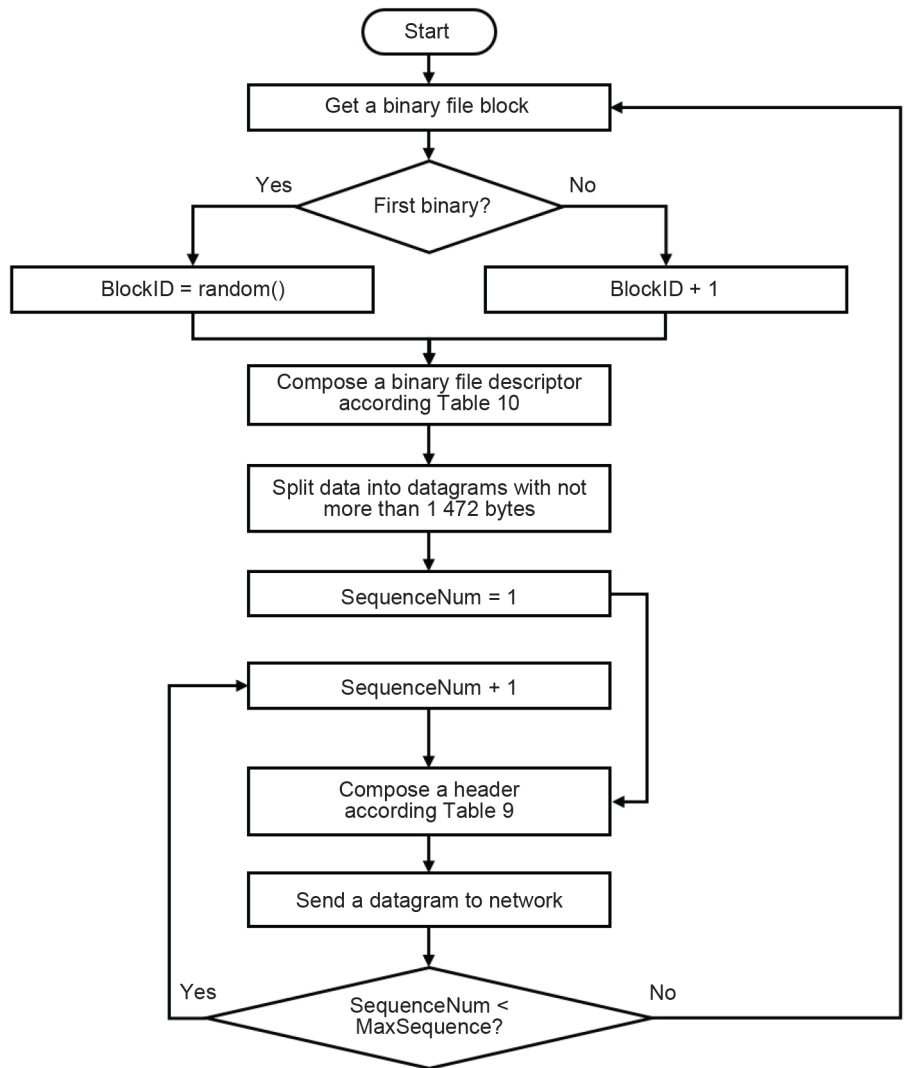 Start
Get a binary file block
Yes
No
First binary?
BlockID = random()
BlockID + 1
Compose a binary file descriptor
according Table 10
Split data into datagrams with not
more than 1 472 bytes
SequenceNum = 1
SequenceNum + 1
Compose a header
according Table 9
Send a datagram to network
Yes
No
SequenceNum <
MaxSequence?